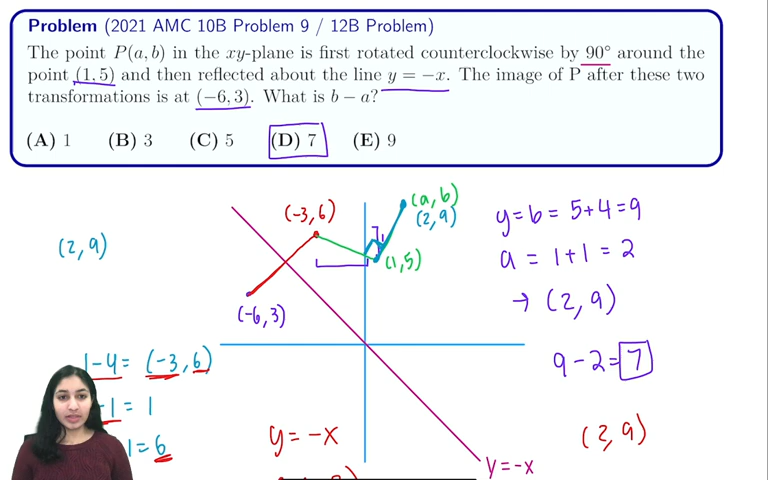 Problem (2021 AMC 10B Problem 9 / 12B Problem)
The point P(a, b) in the xy-plane is first rotated counterclockwise by 90° around the
point (1, 5) and then reflected about the line y = −x. The image of P after these two
transformations is at (−6, 3). What is b − a?
(A) 1 (B) 3 (C) 5 (D) 7 (E) 9
(-3,6)
(a,b)
(2,9)
y=b= 5+4=9
(2,9)
(1,5)
a = 1+1 = 2
(-6,3)
→ (2,9)
1-4= (-3,6)
9-2=7
-1 = 1
y= -x
(2,9)
1=6
y=-x